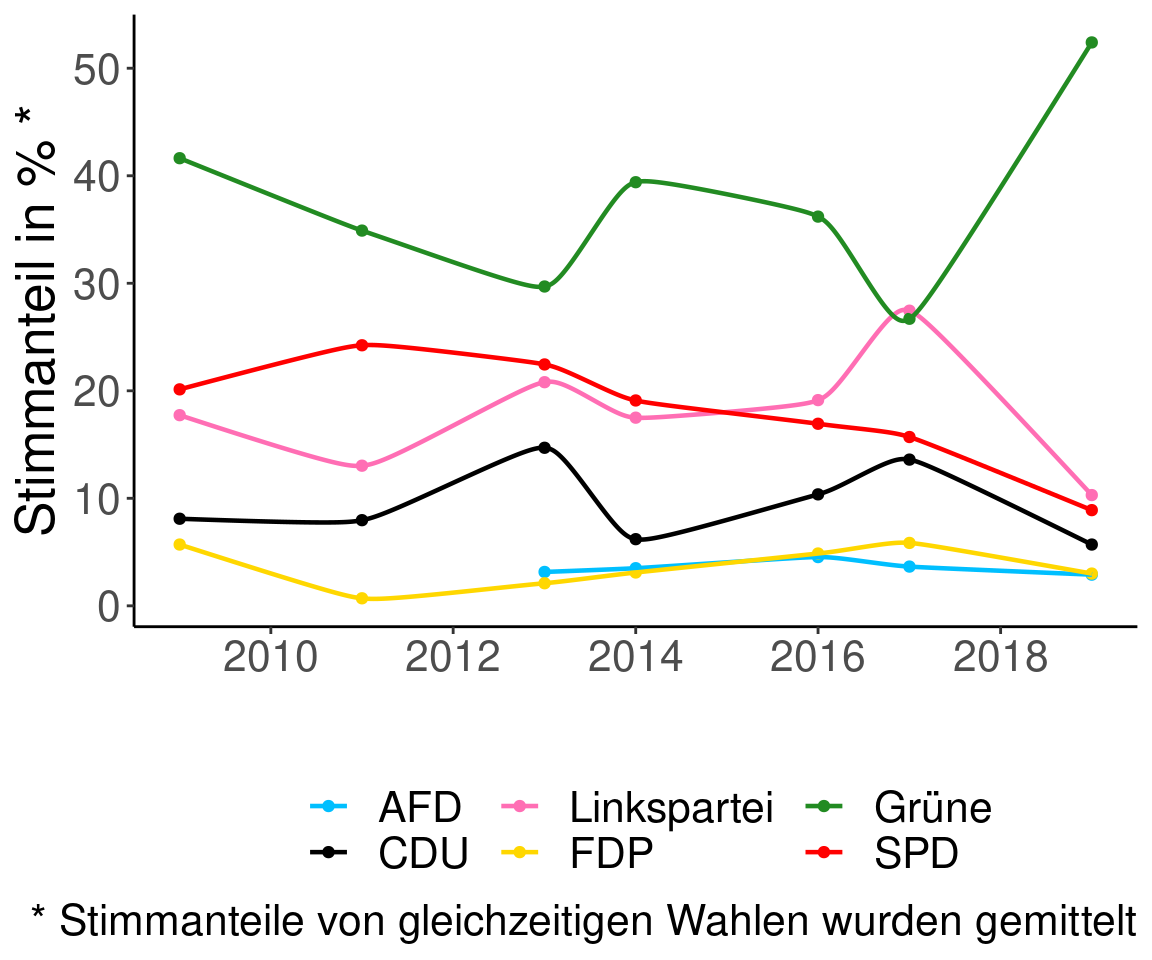 Stimmanteil in % *
50
40
30
20
10
0
2010 2012 2014 2016 2018
AFD Linkspartei Grüne
CDU FDP SPD
* Stimmanteile von gleichzeitigen Wahlen wurden gemittelt